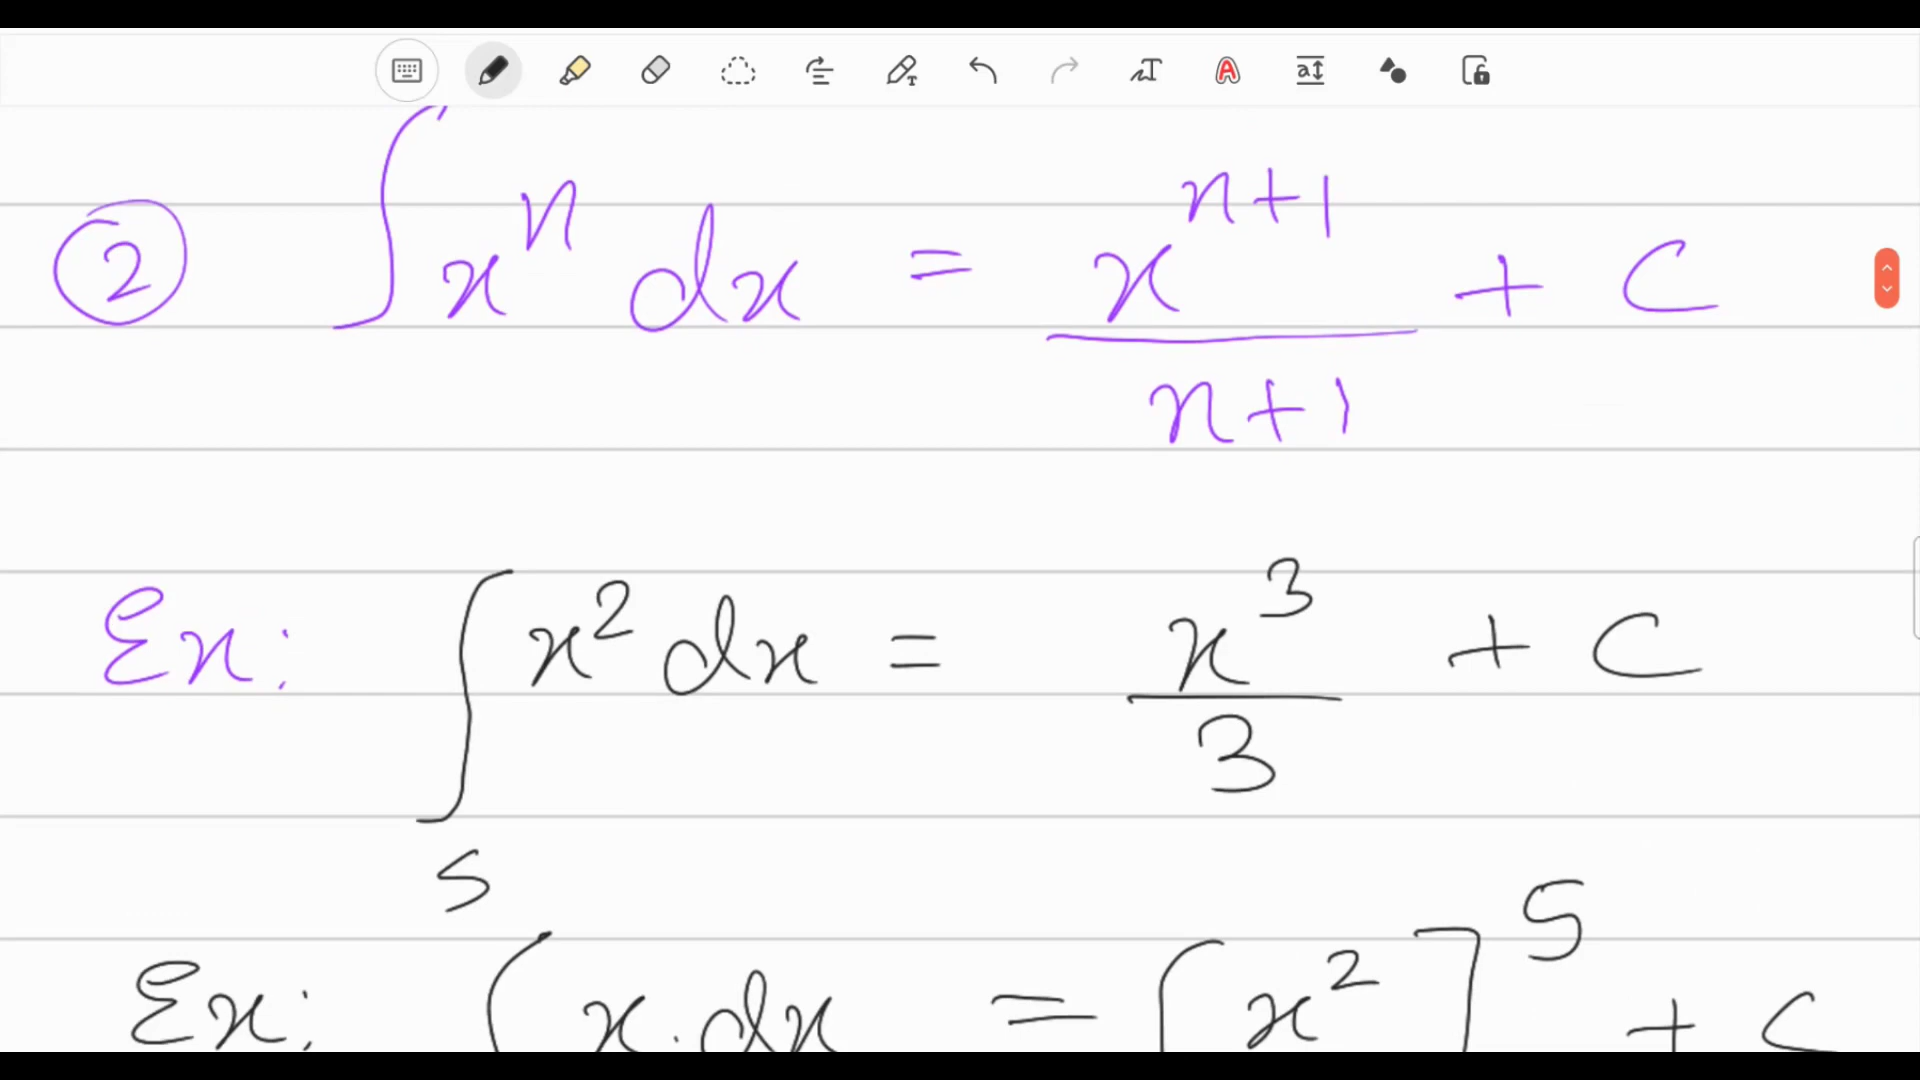 ② ∫ xⁿ dx = xⁿ⁺¹ / n+1 + C
Ex: ∫ x² dx = x³ / 3 + C
5
Ex: ∫ x.dx = [x²]⁵ + C